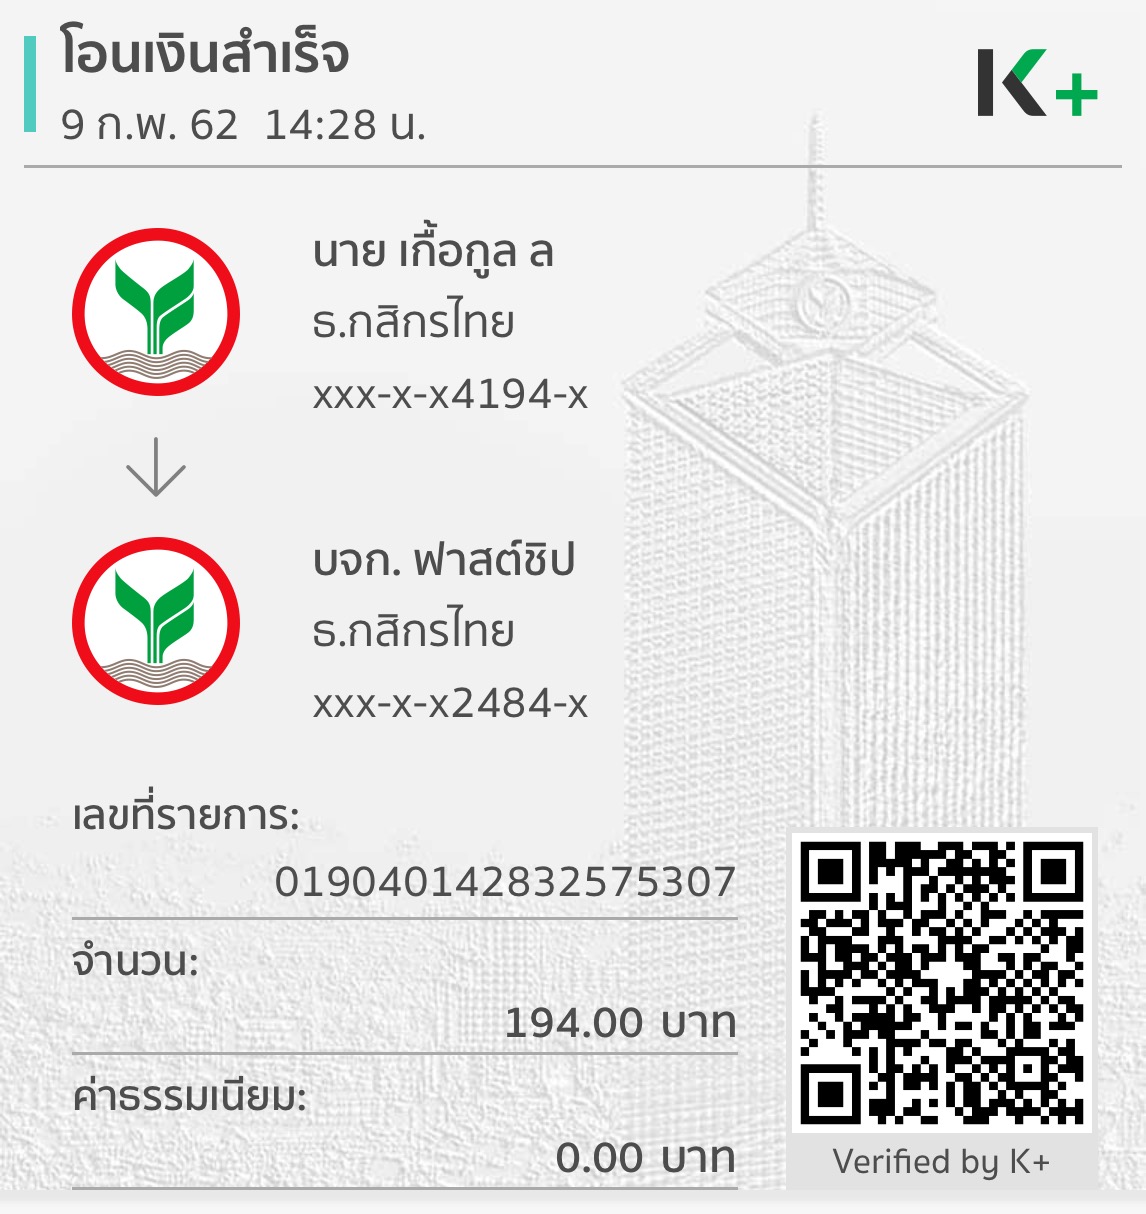 โอนเงินสำเร็จ
9 ก.พ. 62 14:28 น.
K+
นาย เกื้อกูล ล
ธ.กสิกรไทย
xxx-x-x4194-x
บจก. ฟาสต์ชิป
ธ.กสิกรไทย
xxx-x-x2484-x
เลขที่รายการ:
019040142832575307
จำนวน:
194.00 บาท
ค่าธรรมเนียม:
0.00 บาท
Verified by K+